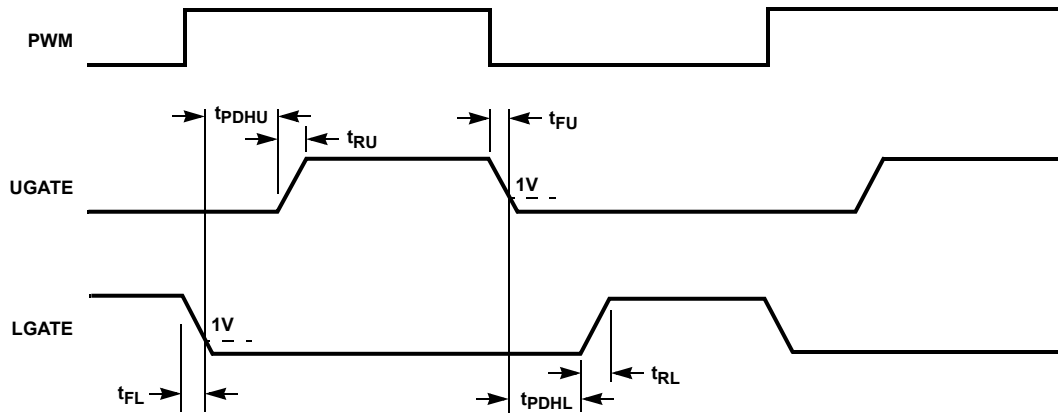 PWM
tPDHU
tRU
tFU
UGATE
1V
LGATE
1V
tFL
tRL
tPDHL